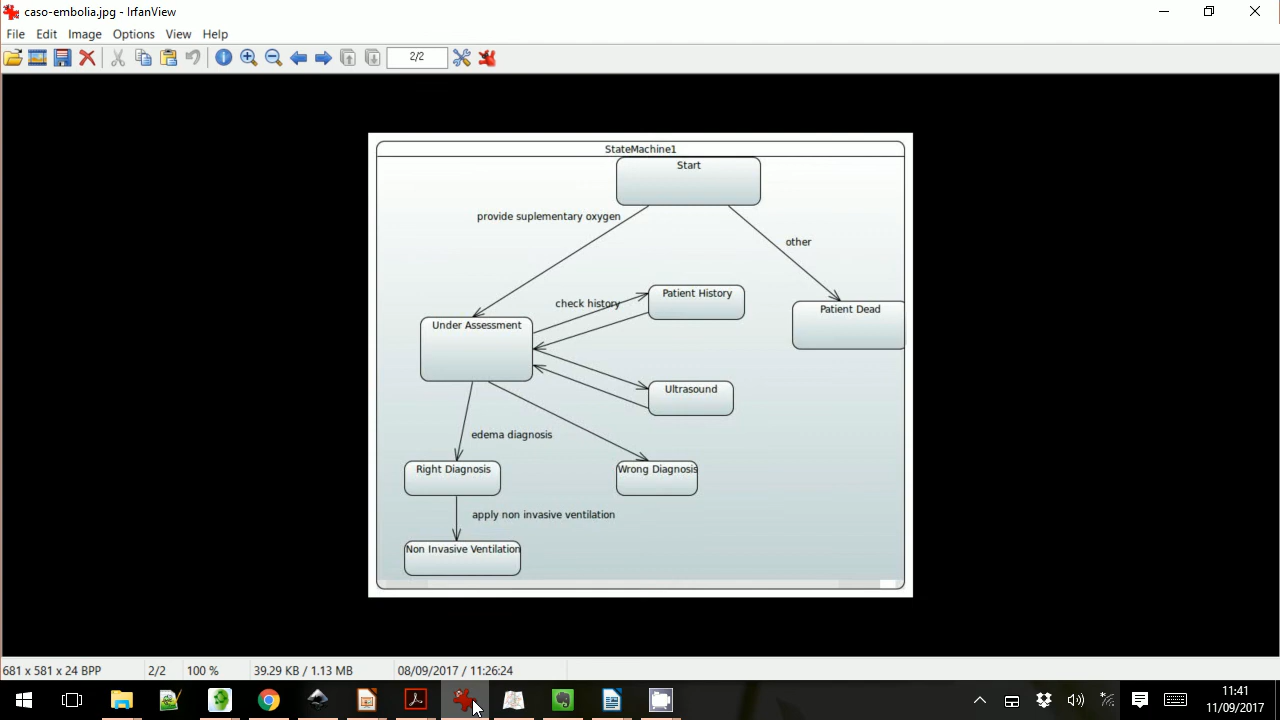 caso-embolia.jpg - IrfanView
File Edit Image Options View Help
2/2
StateMachine1
Start
provide suplementary oxygen
other
Patient History
check history
Patient Dead
Under Assessment
Ultrasound
edema diagnosis
Right Diagnosis
Wrong Diagnosis
apply non invasive ventilation
Non Invasive Ventilation
681 x 581 x 24 BPP 2/2 100 % 39.29 KB / 1.13 MB 08/09/2017 / 11:26:24
11:41
11/09/2017